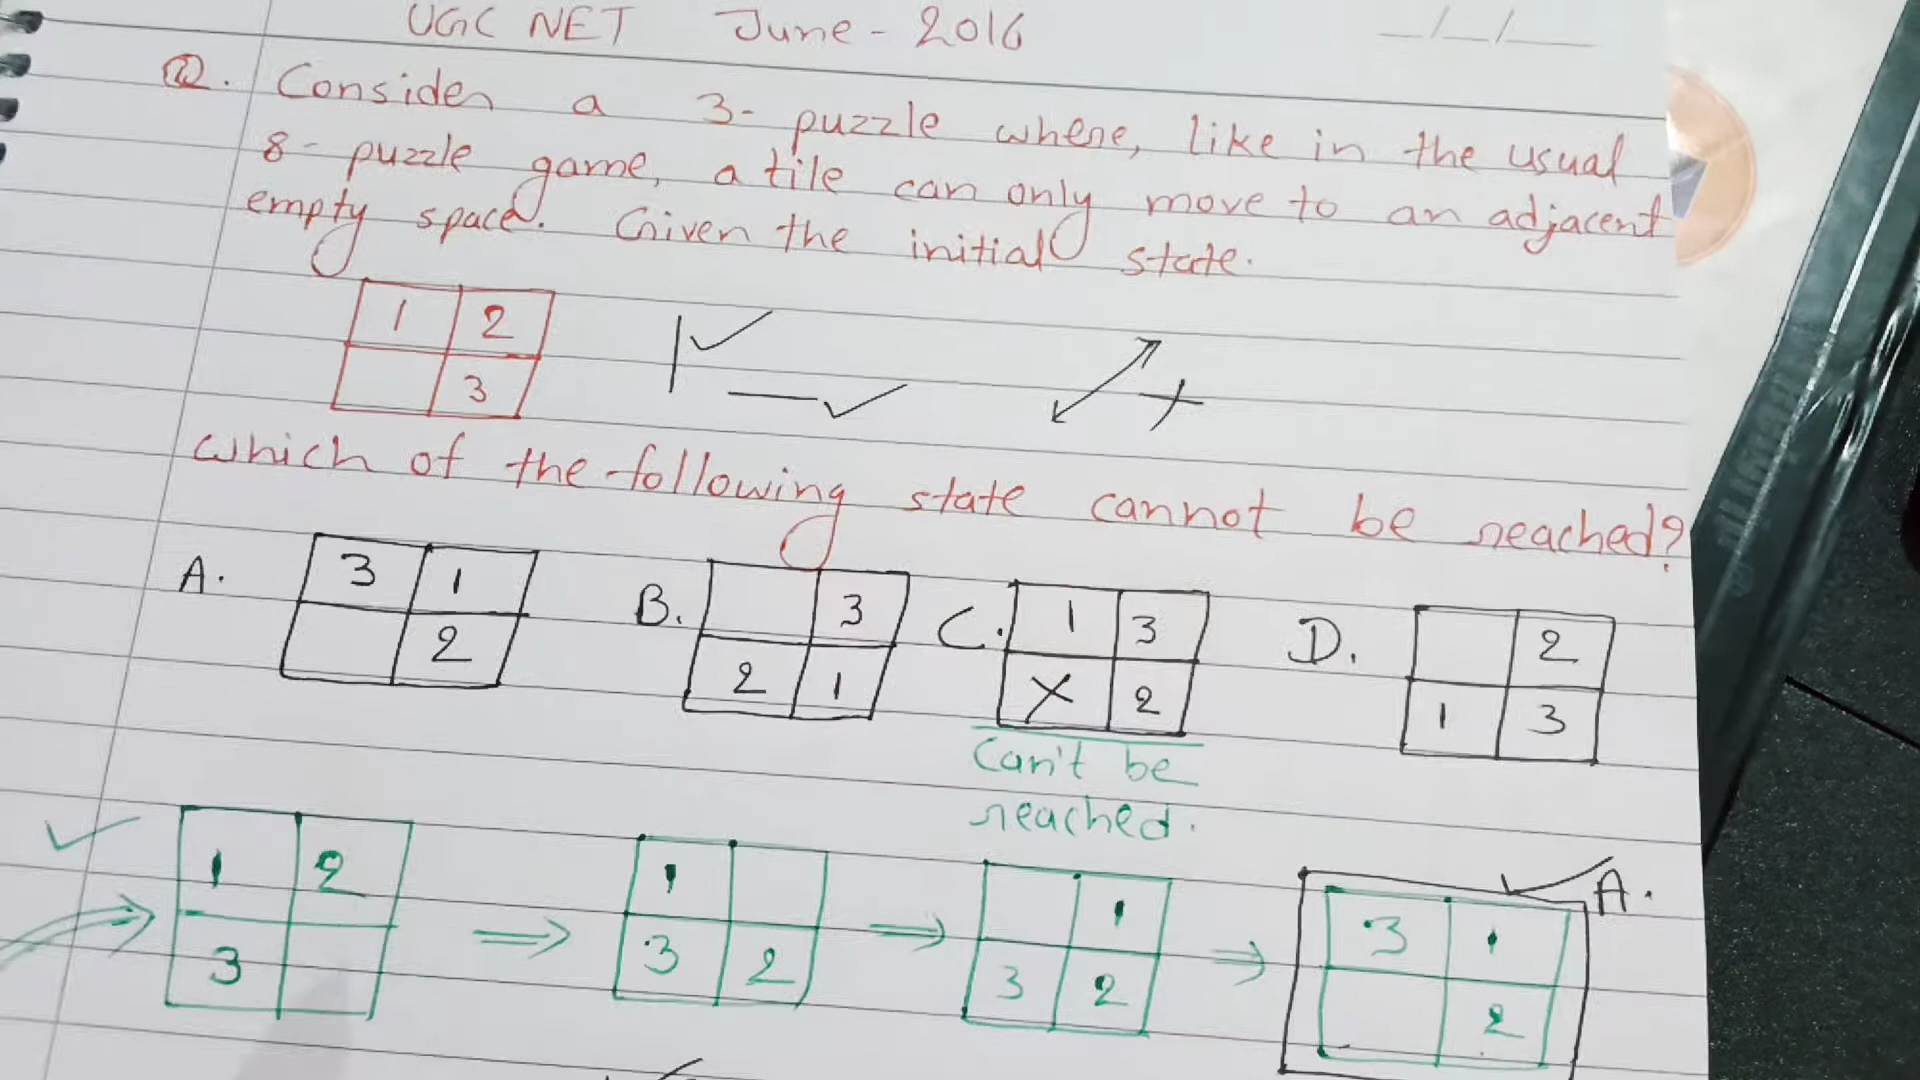 UGC NET June - 2016
_/_/_
Q. Consider a 3- puzzle where, like in the usual
8- puzzle game, a tile can only move to an adjacent
empty space. Given the initial state.
1 2
3
which of the following state cannot be reached?
A. 3 1
2
B. 3
2 1
C. 1 3
X 2
D. 2
1 3
Can't be
reached.
1 2
3
1
3 2
1
3 2
A.
3 1
2